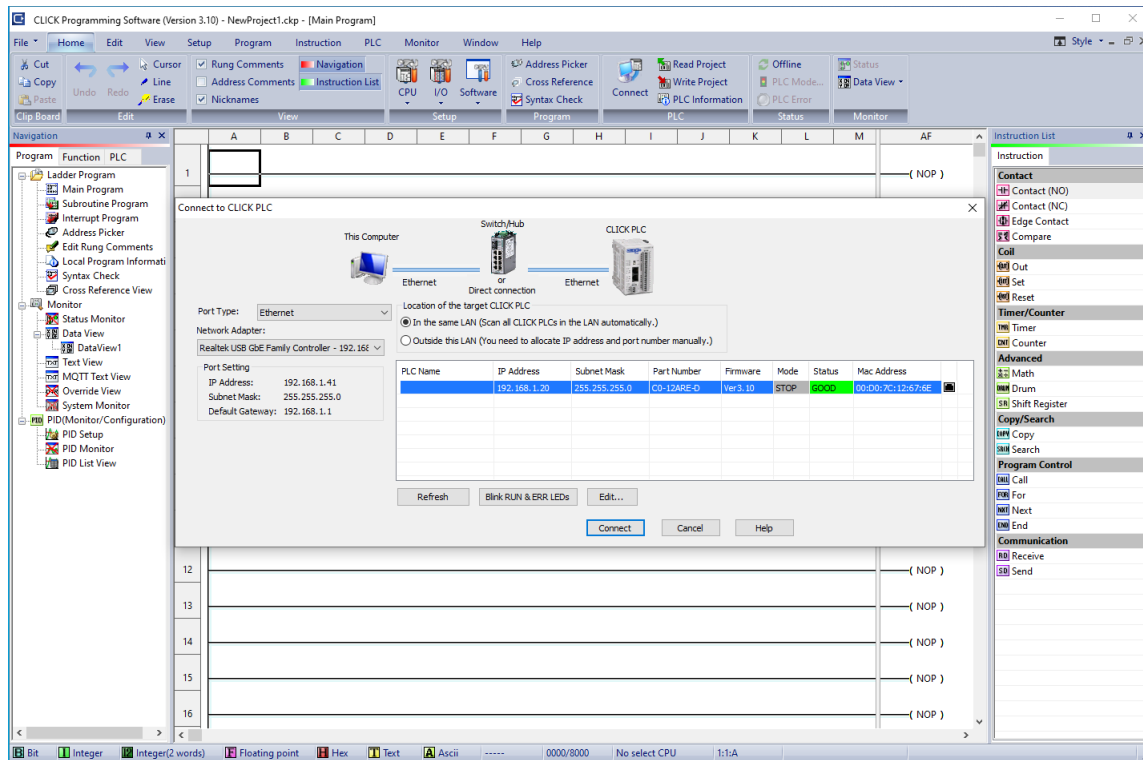 CLICK Programming Software (Version 3.10) - NewProject1.ckp - [Main Program]
File Home Edit View Setup Program Instruction PLC Monitor Window Help Style
Cut Cursor Rung Comments Navigation Address Picker Read Project Offline Status
Copy Line Address Comments Instruction List Cross Reference Write Project PLC Mode... Data View
Paste Undo Redo Erase Nicknames CPU I/O Software Syntax Check Connect PLC Information PLC Error
Clip Board Edit View Setup Program PLC Status Monitor
Navigation A B C D E F G H I J K L M AF Instruction List
Program Function PLC
Instruction
Ladder Program
Main Program
Subroutine Program
Interrupt Program
Address Picker
Edit Rung Comments
Local Program Informati
Syntax Check
Cross Reference View
Monitor
Status Monitor
Data View
DataView1
Text View
MQTT Text View
Override View
System Monitor
PID PID(Monitor/Configuration)
PID Setup
PID Monitor
PID List View
1 ( NOP )
Connect to CLICK PLC
This Computer
Switch/Hub
CLICK PLC
Ethernet
or
Direct connection
Ethernet
Port Type: Ethernet
Network Adapter:
Realtek USB GbE Family Controller - 192.168
Port Setting
IP Address: 192.168.1.41
Subnet Mask: 255.255.255.0
Default Gateway: 192.168.1.1
Location of the target CLICK PLC
In the same LAN (Scan all CLICK PLCs in the LAN automatically.)
Outside this LAN (You need to allocate IP address and port number manually.)
PLC Name IP Address Subnet Mask Part Number Firmware Mode Status Mac Address
192.168.1.20 255.255.255.0 C0-12ARE-D Ver3.10 STOP GOOD 00:D0:7C:12:67:6E
Refresh Blink RUN & ERR LEDs Edit...
Connect Cancel Help
12 ( NOP )
13 ( NOP )
14 ( NOP )
15 ( NOP )
16 ( NOP )
Contact
Contact (NO)
Contact (NC)
Edge Contact
Compare
Coil
Out
Set
Reset
Timer/Counter
Timer
Counter
Advanced
Math
Drum
SR Shift Register
Copy/Search
Copy
Search
Program Control
Call
FOR For
NXT Next
END End
Communication
RD Receive
SD Send
B Bit I Integer Integer(2 words) F Floating point H Hex T Text A Ascii ----- 0000/8000 No select CPU 1:1:A